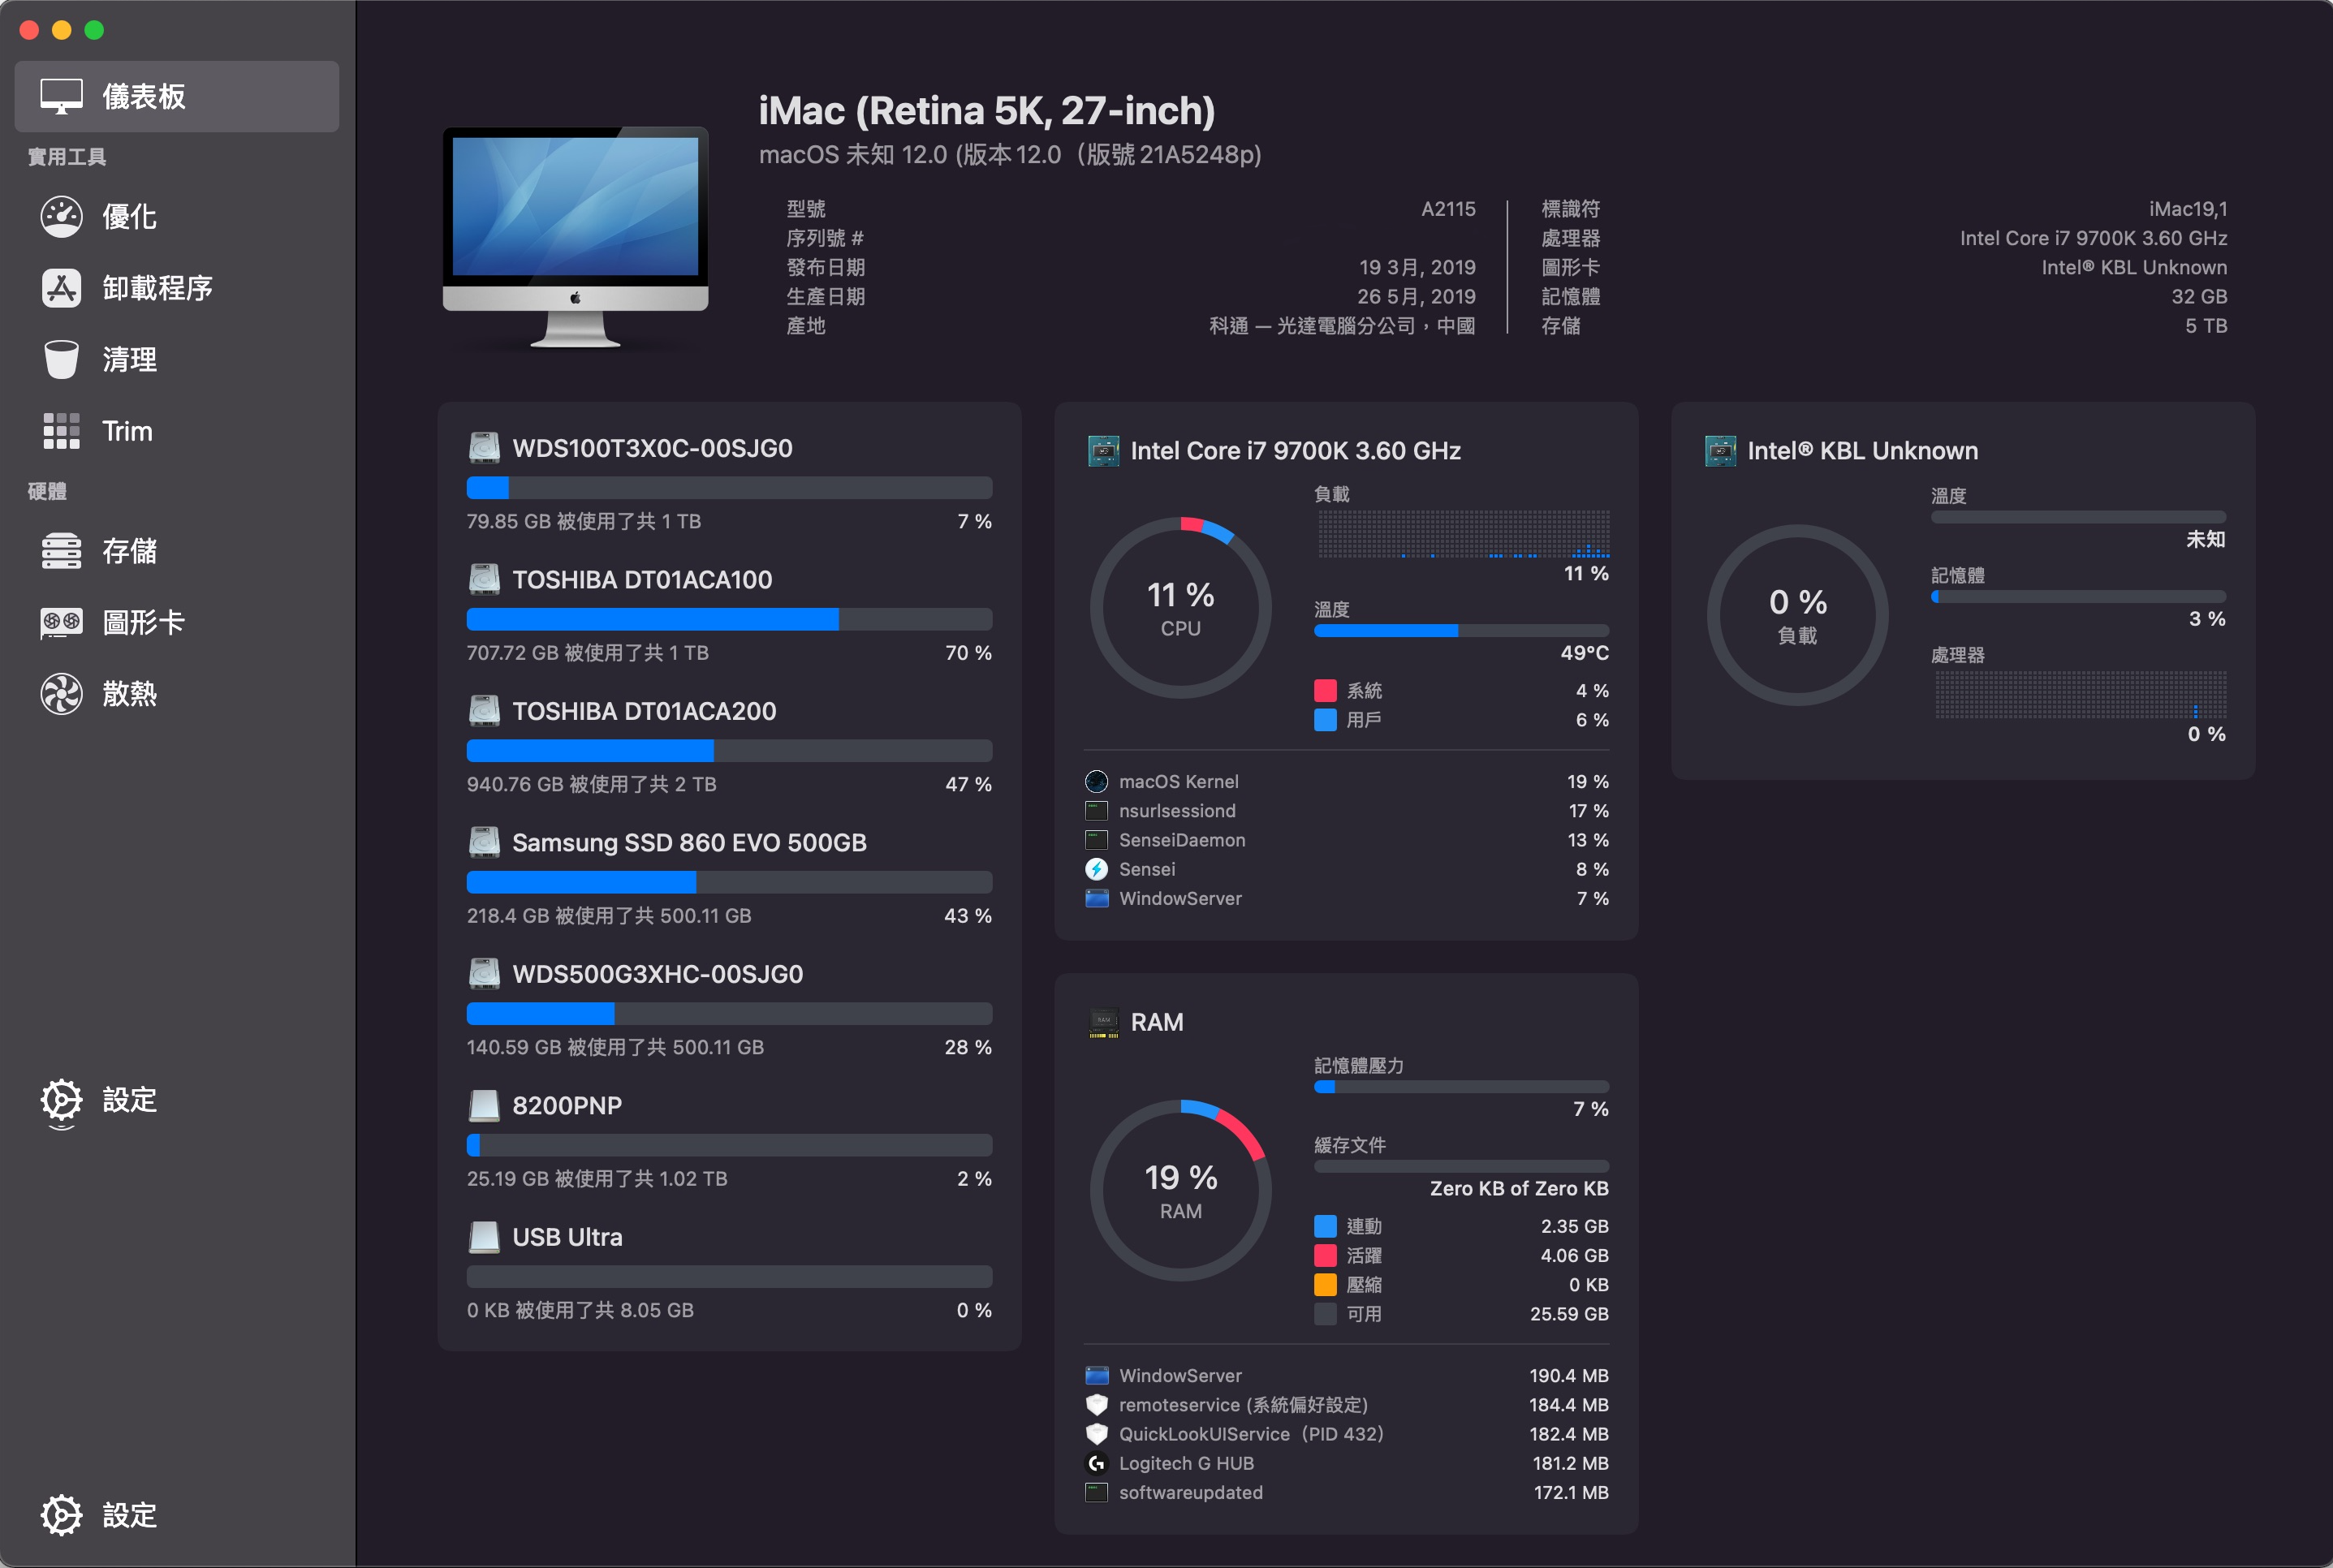 儀表板
實用工具
優化
卸載程序
清理
Trim
硬體
存儲
圖形卡
散熱
設定
設定
iMac (Retina 5K, 27-inch)
macOS 未知 12.0 (版本 12.0（版號 21A5248p)
型號 A2115
序列號 #
發布日期 19 3月, 2019
生產日期 26 5月, 2019
產地 科通 — 光達電腦分公司，中國
標識符 iMac19,1
處理器 Intel Core i7 9700K 3.60 GHz
圖形卡 Intel® KBL Unknown
記憶體 32 GB
存儲 5 TB
WDS100T3X0C-00SJG0
79.85 GB 被使用了共 1 TB 7 %
TOSHIBA DT01ACA100
707.72 GB 被使用了共 1 TB 70 %
TOSHIBA DT01ACA200
940.76 GB 被使用了共 2 TB 47 %
Samsung SSD 860 EVO 500GB
218.4 GB 被使用了共 500.11 GB 43 %
WDS500G3XHC-00SJG0
140.59 GB 被使用了共 500.11 GB 28 %
8200PNP
25.19 GB 被使用了共 1.02 TB 2 %
USB Ultra
0 KB 被使用了共 8.05 GB 0 %
Intel Core i7 9700K 3.60 GHz
11 %
CPU
負載
11 %
溫度
49°C
系統 4 %
用戶 6 %
macOS Kernel 19 %
nsurlsessiond 17 %
SenseiDaemon 13 %
Sensei 8 %
WindowServer 7 %
RAM
19 %
RAM
記憶體壓力
7 %
緩存文件
Zero KB of Zero KB
連動 2.35 GB
活躍 4.06 GB
壓縮 0 KB
可用 25.59 GB
WindowServer 190.4 MB
remoteservice (系統偏好設定) 184.4 MB
QuickLookUIService（PID 432） 182.4 MB
Logitech G HUB 181.2 MB
softwareupdated 172.1 MB
Intel® KBL Unknown
0 %
負載
溫度
未知
記憶體
3 %
處理器
0 %